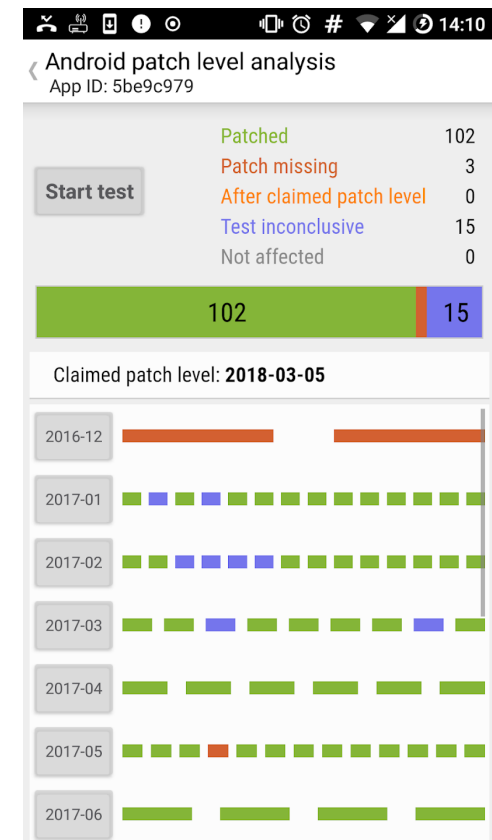 14:10
Android patch level analysis
App ID: 5be9c979
Start test
Patched 102
Patch missing 3
After claimed patch level 0
Test inconclusive 15
Not affected 0
102 15
Claimed patch level: 2018-03-05
2016-12
2017-01
2017-02
2017-03
2017-04
2017-05
2017-06